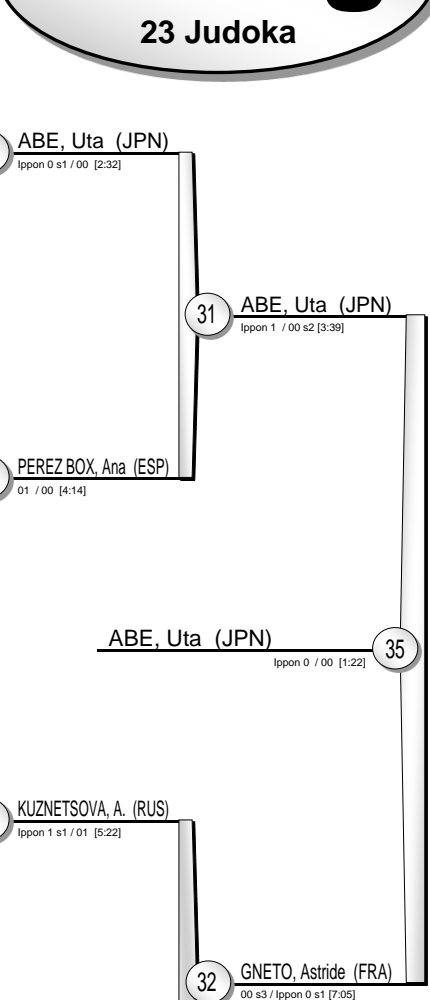 23 Judoka
ABE, Uta (JPN)
Ippon 0 s1 / 00 [2:32]
31
ABE, Uta (JPN)
Ippon 1 / 00 s2 [3:39]
PEREZ BOX, Ana (ESP)
01 / 00 [4:14]
ABE, Uta (JPN)
35
Ippon 0 / 00 [1:22]
KUZNETSOVA, A. (RUS)
Ippon 1 s1 / 01 [5:22]
32
GNETO, Astride (FRA)
00 s3 / Ippon 0 s1 [7:05]